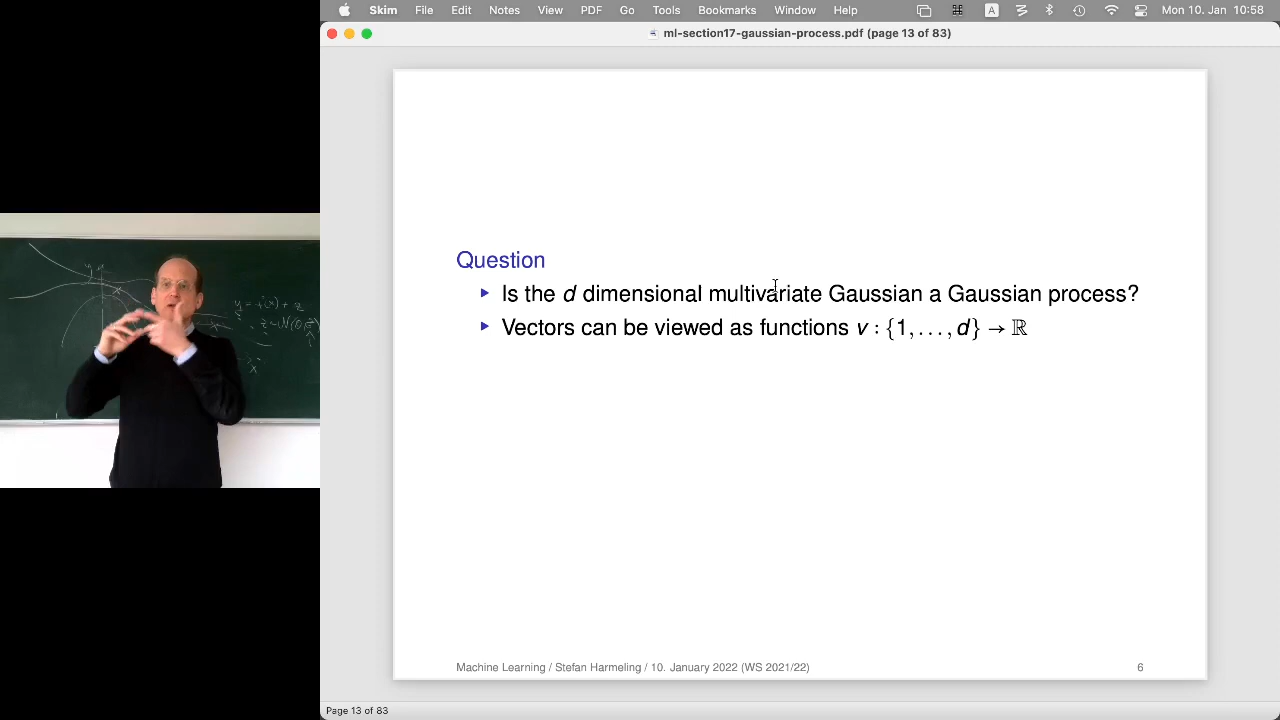 Skim File Edit Notes View PDF Go Tools Bookmarks Window Help A Mon 10. Jan 10:58
ml-section17-gaussian-process.pdf (page 13 of 83)
Question
▸ Is the d dimensional multivariate Gaussian a Gaussian process?
▸ Vectors can be viewed as functions v : {1, . . . , d} → ℝ
Machine Learning / Stefan Harmeling / 10. January 2022 (WS 2021/22) 6
Page 13 of 83